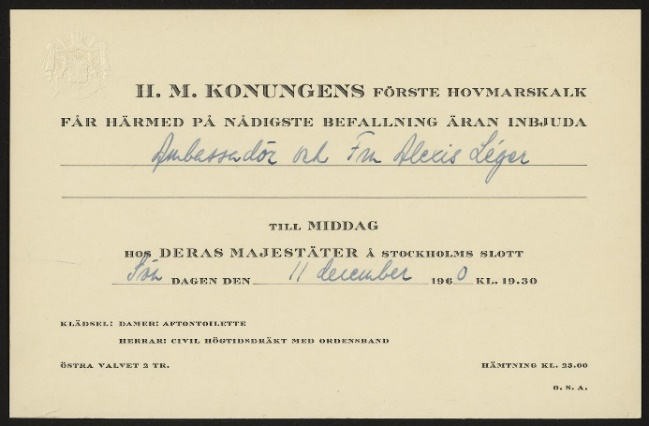 H. M. KONUNGENS FÖRSTE HOVMARSKALK
FÅR HÄRMED PÅ NÅDIGSTE BEFALLNING ÄRAN INBJUDA
Ambassadör och Fru Alexis Léger
TILL MIDDAG
HOS DERAS MAJESTÄTER Å STOCKHOLMS SLOTT
Sön DAGEN DEN 11 december 1960 KL. 19.30
KLÄDSEL: DAMER: AFTONTOILETTE
HERRAR: CIVIL HÖGTIDSDRÄKT MED ORDENSBAND
ÖSTRA VALVET 2 TR. HÄMTNING KL. 23.00
O. S. A.